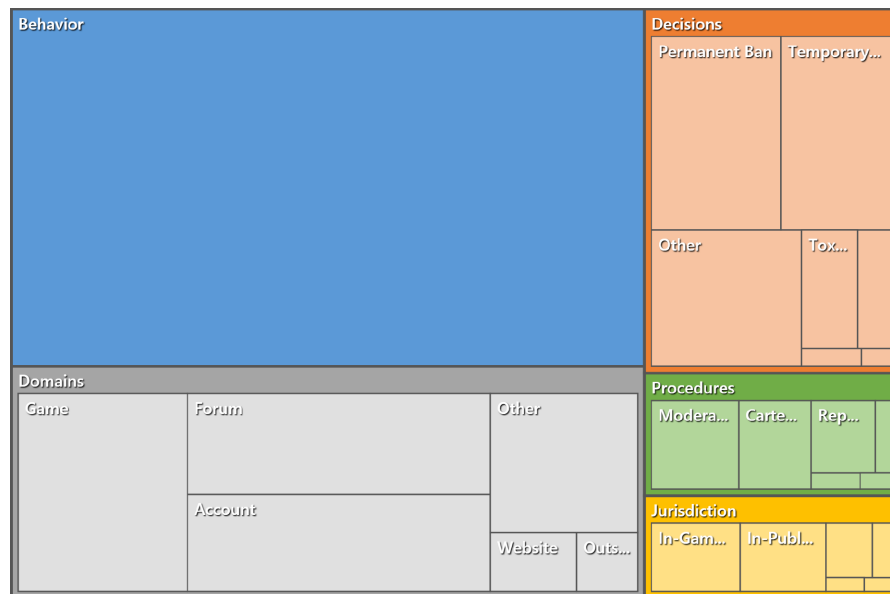 Behavior
Decisions
Permanent Ban
Temporary...
Other
Tox...
Domains
Game
Forum
Other
Account
Website
Outs...
Procedures
Modera...
Carte...
Rep...
Jurisdiction
In-Gam...
In-Publ...